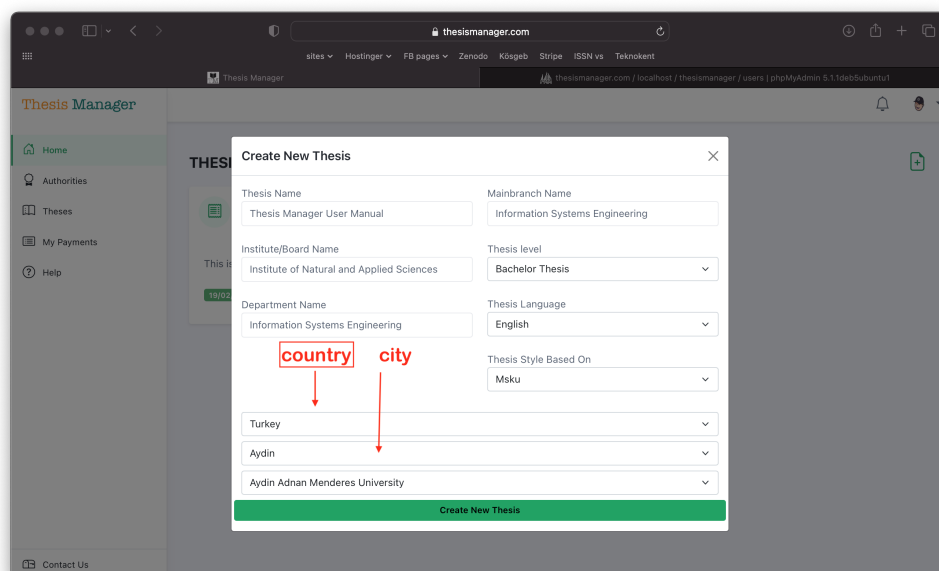 thesismanager.com
sites Hostinger FB pages Zenodo Kösgeb Stripe ISSN vs Teknokent
Thesis Manager
thesismanager.com / localhost / thesismanager / users | phpMyAdmin 5.1.1deb5ubuntu1
Thesis Manager
Home
Authorities
Theses
My Payments
Help
Contact Us
THESI
This is
19/02
Create New Thesis
Thesis Name
Thesis Manager User Manual
Mainbranch Name
Information Systems Engineering
Institute/Board Name
Institute of Natural and Applied Sciences
Thesis level
Bachelor Thesis
Department Name
Information Systems Engineering
Thesis Language
English
country city
Thesis Style Based On
Msku
Turkey
Aydin
Aydin Adnan Menderes University
Create New Thesis